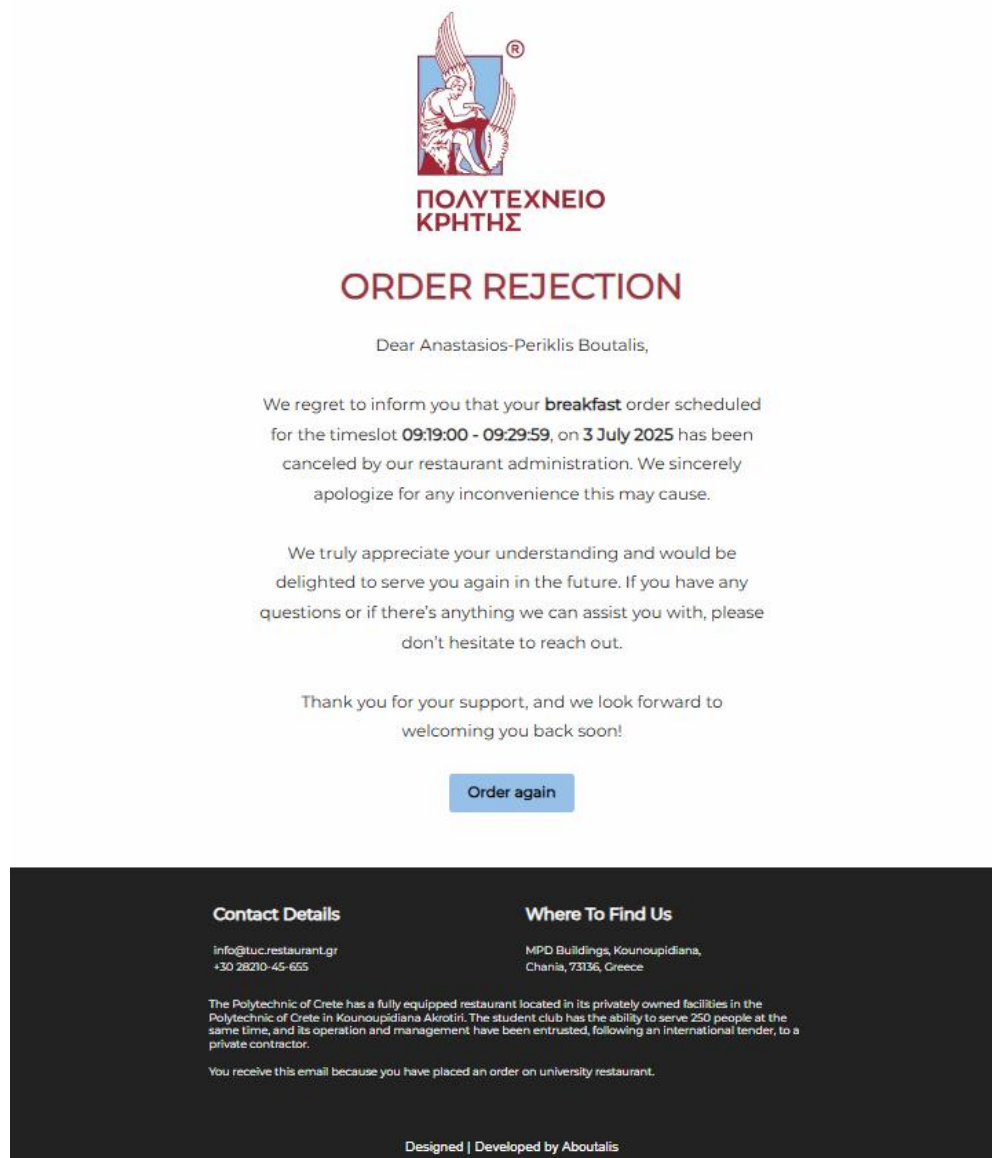 ®
ΠΟΛΥΤΕΧΝΕΙΟ
ΚΡΗΤΗΣ
ORDER REJECTION
Dear Anastasios-Periklis Boutalis,
We regret to inform you that your breakfast order scheduled
for the timeslot 09:19:00 - 09:29:59, on 3 July 2025 has been
canceled by our restaurant administration. We sincerely
apologize for any inconvenience this may cause.
We truly appreciate your understanding and would be
delighted to serve you again in the future. If you have any
questions or if there's anything we can assist you with, please
don't hesitate to reach out.
Thank you for your support, and we look forward to
welcoming you back soon!
Order again
Contact Details
info@tuc.restaurant.gr
+30 28210-45-655
Where To Find Us
MPD Buildings, Kounoupidiana,
Chania, 73136, Greece
The Polytechnic of Crete has a fully equipped restaurant located in its privately owned facilities in the
Polytechnic of Crete in Kounoupidiana Akrotiri. The student club has the ability to serve 250 people at the
same time, and its operation and management have been entrusted, following an international tender, to a
private contractor.
You receive this email because you have placed an order on university restaurant.
Designed | Developed by Aboutalis